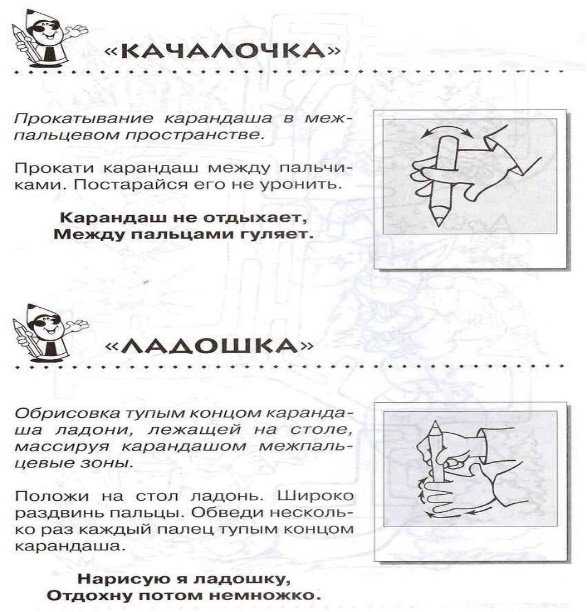 «КАЧАЛОЧКА»
Прокатывание карандаша в меж-
пальцевом пространстве.
Прокати карандаш между пальчи-
ками. Постарайся его не уронить.
Карандаш не отдыхает,
Между пальцами гуляет.
«ЛАДОШКА»
Обрисовка тупым концом каранда-
ша ладони, лежащей на столе,
массируя карандашом межпаль-
цевые зоны.
Положи на стол ладонь. Широко
раздвинь пальцы. Обведи несколь-
ко раз каждый палец тупым концом
карандаша.
Нарисую я ладошку,
Отдохну потом немножко.